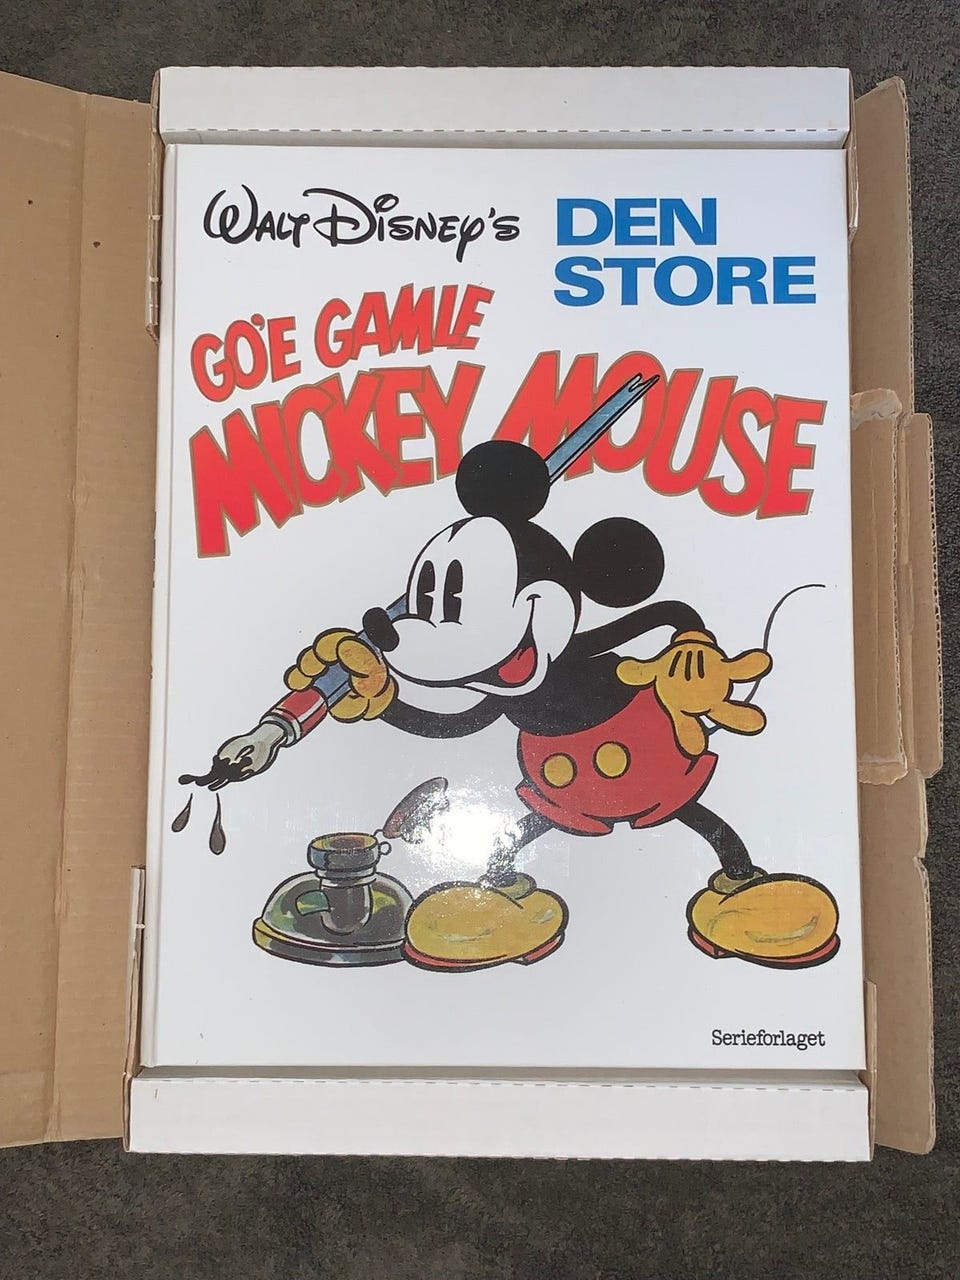 WALT DISNEY'S
DEN
STORE
GO'E GAMLE
MICKEY MOUSE
Serieforlaget